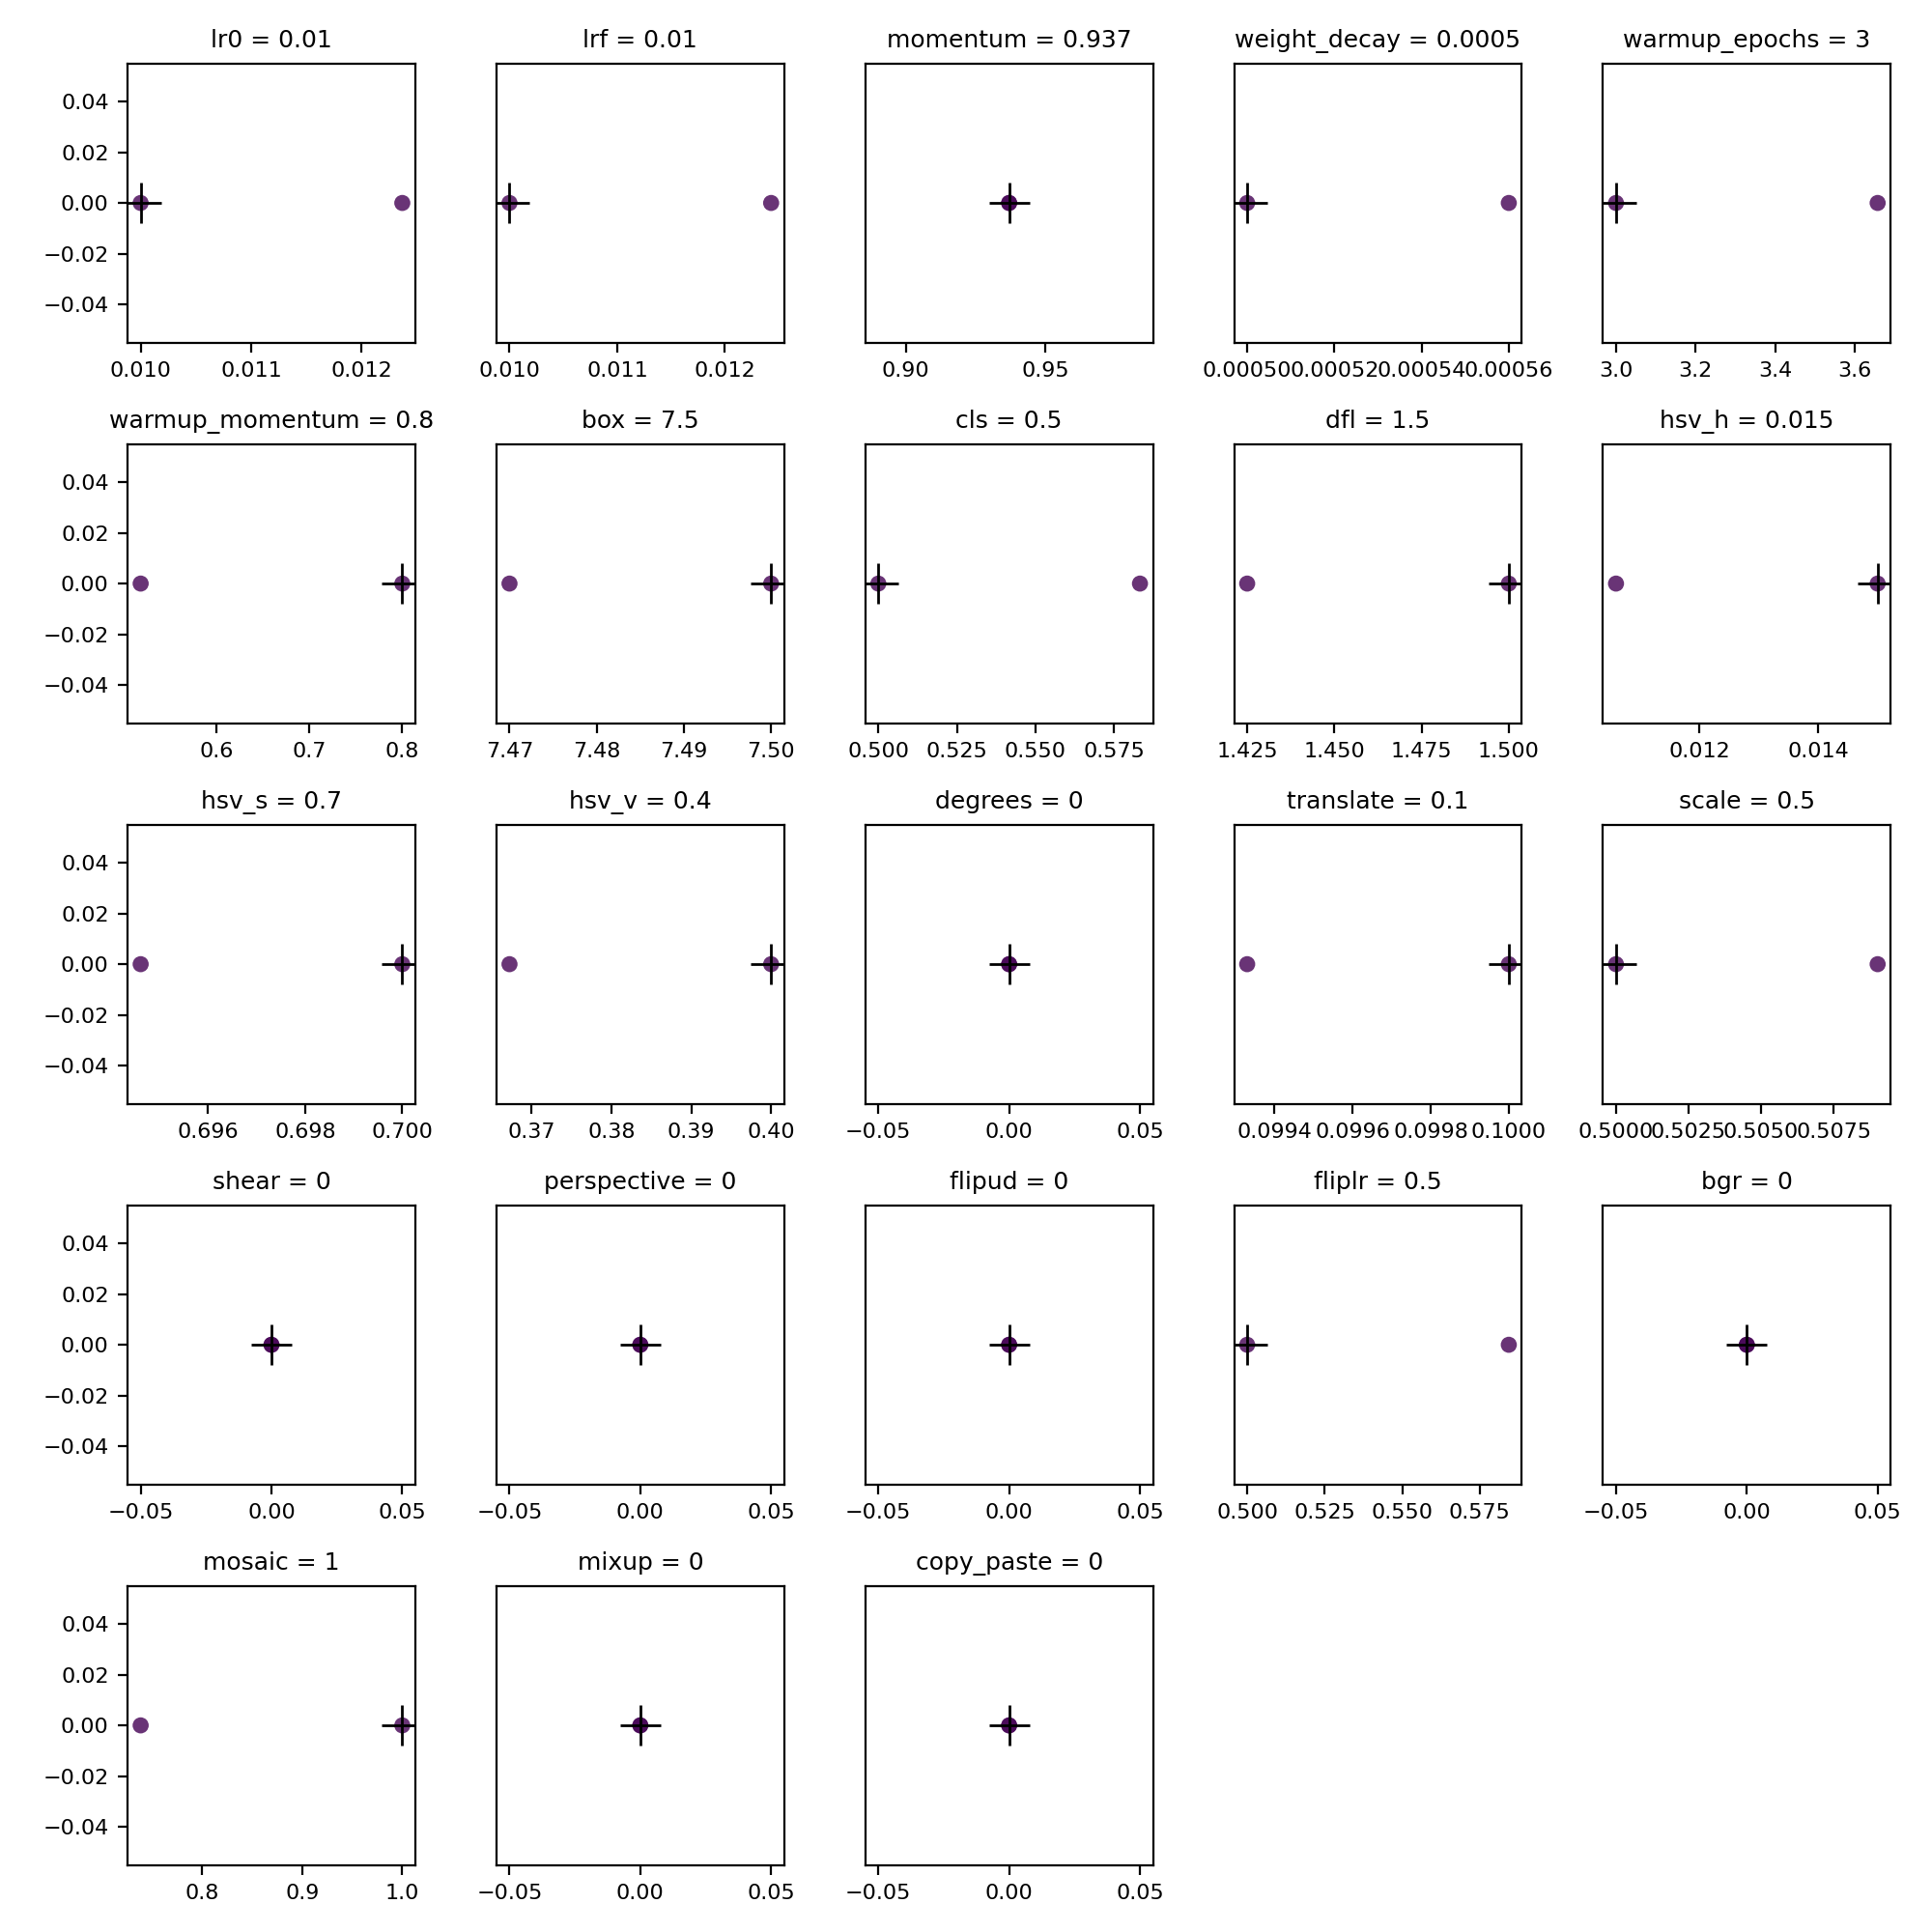 lr0 = 0.01 lrf = 0.01 momentum = 0.937 weight_decay = 0.0005 warmup_epochs = 3
0.04
0.02
0.00
−0.02
−0.04
0.010 0.011 0.012 0.010 0.011 0.012 0.90 0.95 0.00050 0.00052 0.00054 0.00056 3.0 3.2 3.4 3.6
warmup_momentum = 0.8 box = 7.5 cls = 0.5 dfl = 1.5 hsv_h = 0.015
0.04
0.02
0.00
−0.02
−0.04
0.6 0.7 0.8 7.47 7.48 7.49 7.50 0.500 0.525 0.550 0.575 1.425 1.450 1.475 1.500 0.012 0.014
hsv_s = 0.7 hsv_v = 0.4 degrees = 0 translate = 0.1 scale = 0.5
0.04
0.02
0.00
−0.02
−0.04
0.696 0.698 0.700 0.37 0.38 0.39 0.40 −0.05 0.00 0.05 0.0994 0.0996 0.0998 0.1000 0.5000 0.5025 0.5050 0.5075
shear = 0 perspective = 0 flipud = 0 fliplr = 0.5 bgr = 0
0.04
0.02
0.00
−0.02
−0.04
−0.05 0.00 0.05 −0.05 0.00 0.05 −0.05 0.00 0.05 0.500 0.525 0.550 0.575 −0.05 0.00 0.05
mosaic = 1 mixup = 0 copy_paste = 0
0.04
0.02
0.00
−0.02
−0.04
0.8 0.9 1.0 −0.05 0.00 0.05 −0.05 0.00 0.05